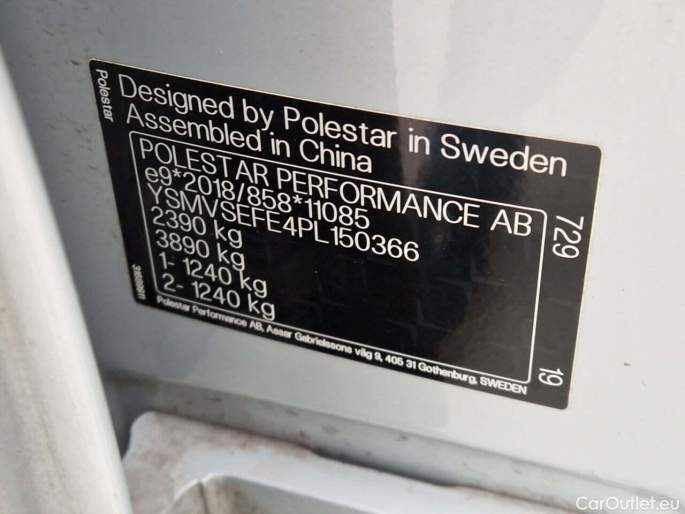 Polestar
Designed by Polestar in Sweden
Assembled in China
POLESTAR PERFORMANCE AB
e9*2018/858*11085
YSMVSEFE4PL150366
2390 kg
3890 kg
1- 1240 kg
2- 1240 kg
Polestar Performance AB, Assar Gabrielssons väg 9, 405 31 Gothenburg, SWEDEN
729
19
CarOutlet.eu